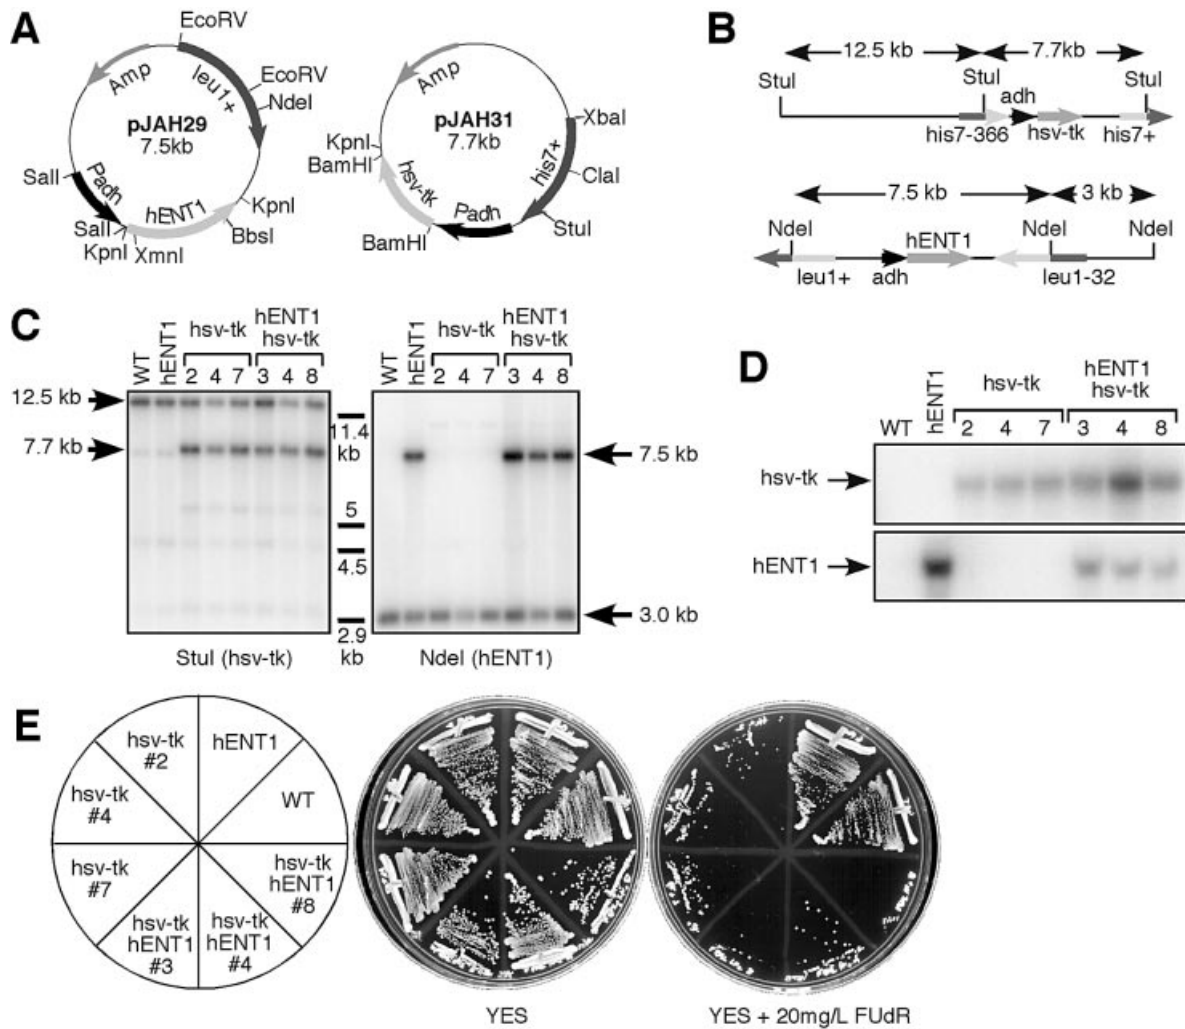 A
EcoRV
Amp
leu1+
EcoRV
NdeI
pJAH29
7.5kb
SalI
Padh
SalI
KpnI
XmnI
hENT1
KpnI
BbsI
Amp
pJAH31
7.7kb
XbaI
KpnI
BamHI
hsv-tk
his7+
ClaI
BamHI
Padh
StuI
B
12.5 kb
7.7kb
StuI
StuI
StuI
adh
his7-366
hsv-tk
his7+
7.5 kb
3 kb
NdeI
hENT1
NdeI
NdeI
leu1+
adh
leu1-32
C
WT
hENT1
hsv-tk
hENT1
hsv-tk
2 4 7 3 4 8
WT
hENT1
hsv-tk
hENT1
hsv-tk
2 4 7 3 4 8
12.5 kb
7.7 kb
11.4
kb
5
4.5
2.9
kb
7.5 kb
3.0 kb
StuI (hsv-tk)
NdeI (hENT1)
D
WT
hENT1
hsv-tk
hENT1
hsv-tk
2 4 7 3 4 8
hsv-tk
hENT1
E
hsv-tk
#2
hENT1
hsv-tk
#4
WT
hsv-tk
#7
hsv-tk
hENT1
#8
hsv-tk
hENT1
#3
hsv-tk
hENT1
#4
YES
YES + 20mg/L FUdR